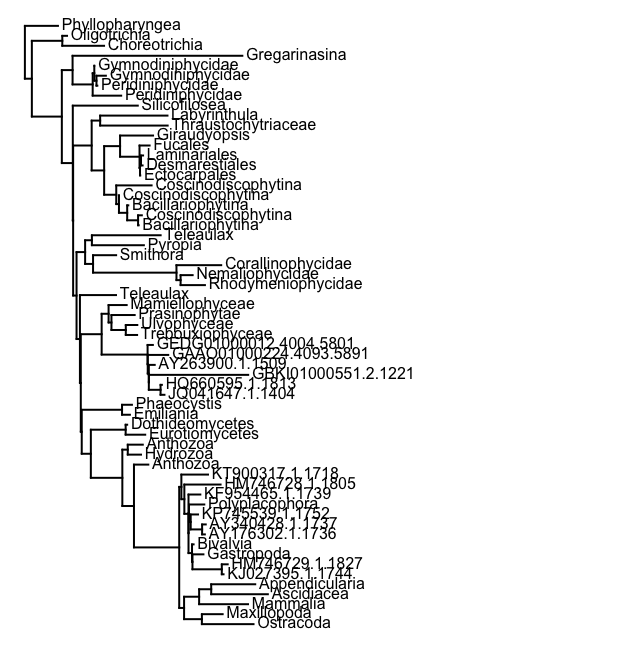 Phyllopharyngea
Oligotrichia
Choreotrichia
Gregarinasina
Gymnodiniphycidae
Gymnodiniphycidae
Peridiniphycidae
Peridiniphycidae
Silicofilosea
Labyrinthula
Thraustochytriaceae
Giraudyopsis
Fucales
Laminariales
Desmarestiales
Ectocarpales
Coscinodiscophytina
Coscinodiscophytina
Bacillariophytina
Coscinodiscophytina
Bacillariophytina
Teleaulax
Pyropia
Smithora
Corallinophycidae
Nemaliophycidae
Rhodymeniophycidae
Teleaulax
Mamiellophyceae
Prasinophytae
Ulvophyceae
Trebouxiophyceae
GEDG01000012.4004.5801
GAAO01000224.4093.5891
AY263900.1.1509
GBKI01000551.2.1221
HQ660595.1.1813
JQ041647.1.1404
Phaeocystis
Emiliania
Dothideomycetes
Eurotiomycetes
Anthozoa
Hydrozoa
Anthozoa
KT900317.1.1718
HM746728.1.1805
KF954465.1.1739
Polyplacophora
KP745539.1.1752
AY340428.1.1737
AY176302.1.1736
Bivalvia
Gastropoda
HM746729.1.1827
KJ027395.1.1744
Appendicularia
Ascidiacea
Mammalia
Maxillopoda
Ostracoda